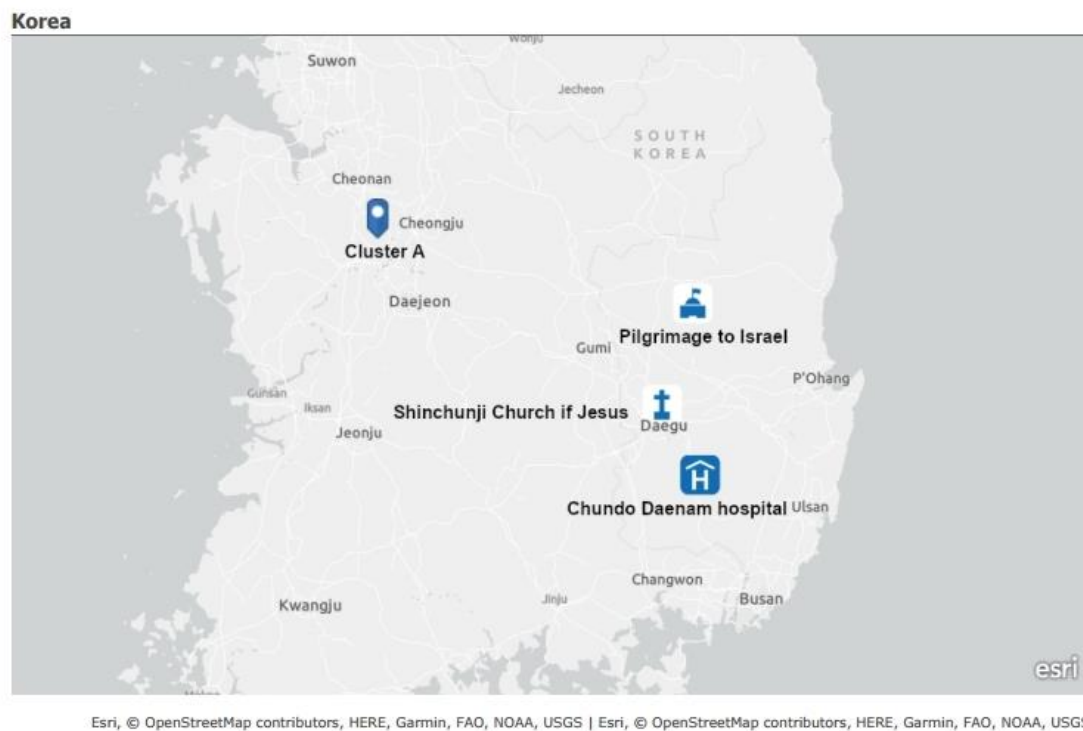 Korea
Wonju
Suwon
Jecheon
SOUTH
KOREA
Cheonan
Cheongju
Cluster A
Daejeon
Pilgrimage to Israel
Gumi
P'Ohang
Gunsan
Iksan
Shinchunji Church if Jesus
Daegu
Jeonju
H
Chundo Daenam hospital
Ulsan
Changwon
Busan
Jinju
Kwangju
esri
Esri, © OpenStreetMap contributors, HERE, Garmin, FAO, NOAA, USGS | Esri, © OpenStreetMap contributors, HERE, Garmin, FAO, NOAA, USGS